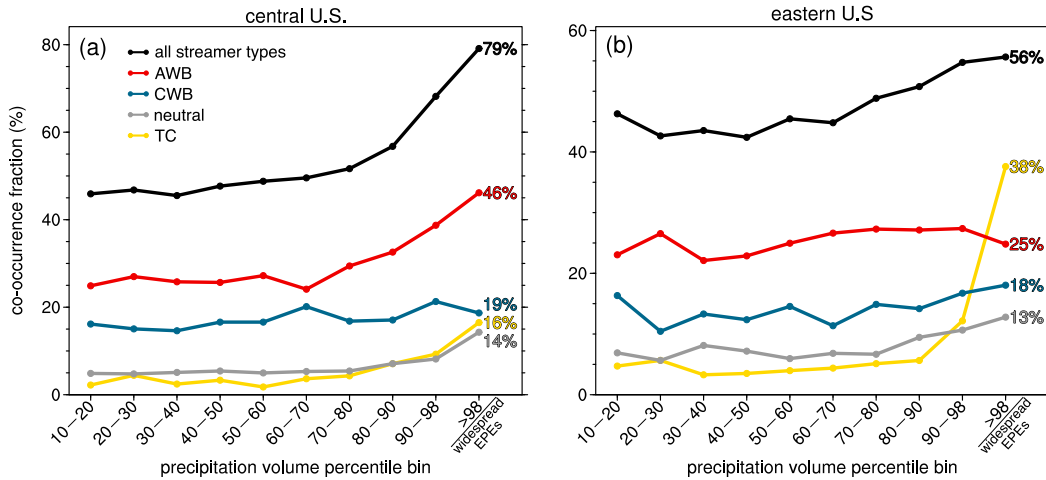 central U.S.
(a)
all streamer types
AWB
CWB
neutral
TC
co-occurrence fraction (%)
80
60
40
20
0
79%
46%
19%
16%
14%
10−20
20−30
30−40
40−50
50−60
60−70
70−80
80−90
90−98
>98
widespread
EPEs
precipitation volume percentile bin
eastern U.S
(b)
60
40
20
0
56%
38%
25%
18%
13%
10−20
20−30
30−40
40−50
50−60
60−70
70−80
80−90
90−98
>98
widespread
EPEs
precipitation volume percentile bin